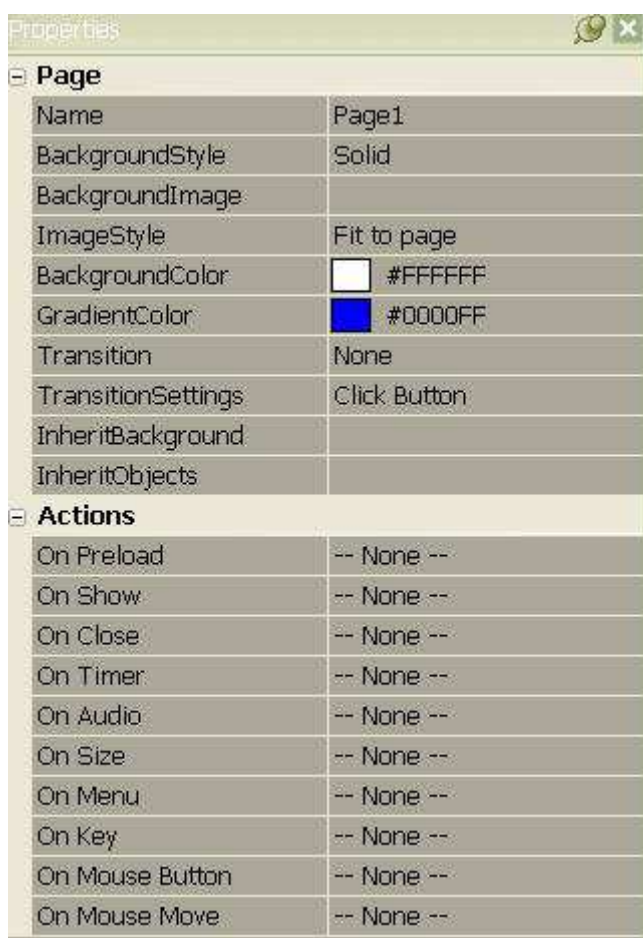 Properties
Page
Name Page1
BackgroundStyle Solid
BackgroundImage
ImageStyle Fit to page
BackgroundColor #FFFFFF
GradientColor #0000FF
Transition None
TransitionSettings Click Button
InheritBackground
InheritObjects
Actions
On Preload -- None --
On Show -- None --
On Close -- None --
On Timer -- None --
On Audio -- None --
On Size -- None --
On Menu -- None --
On Key -- None --
On Mouse Button -- None --
On Mouse Move -- None --